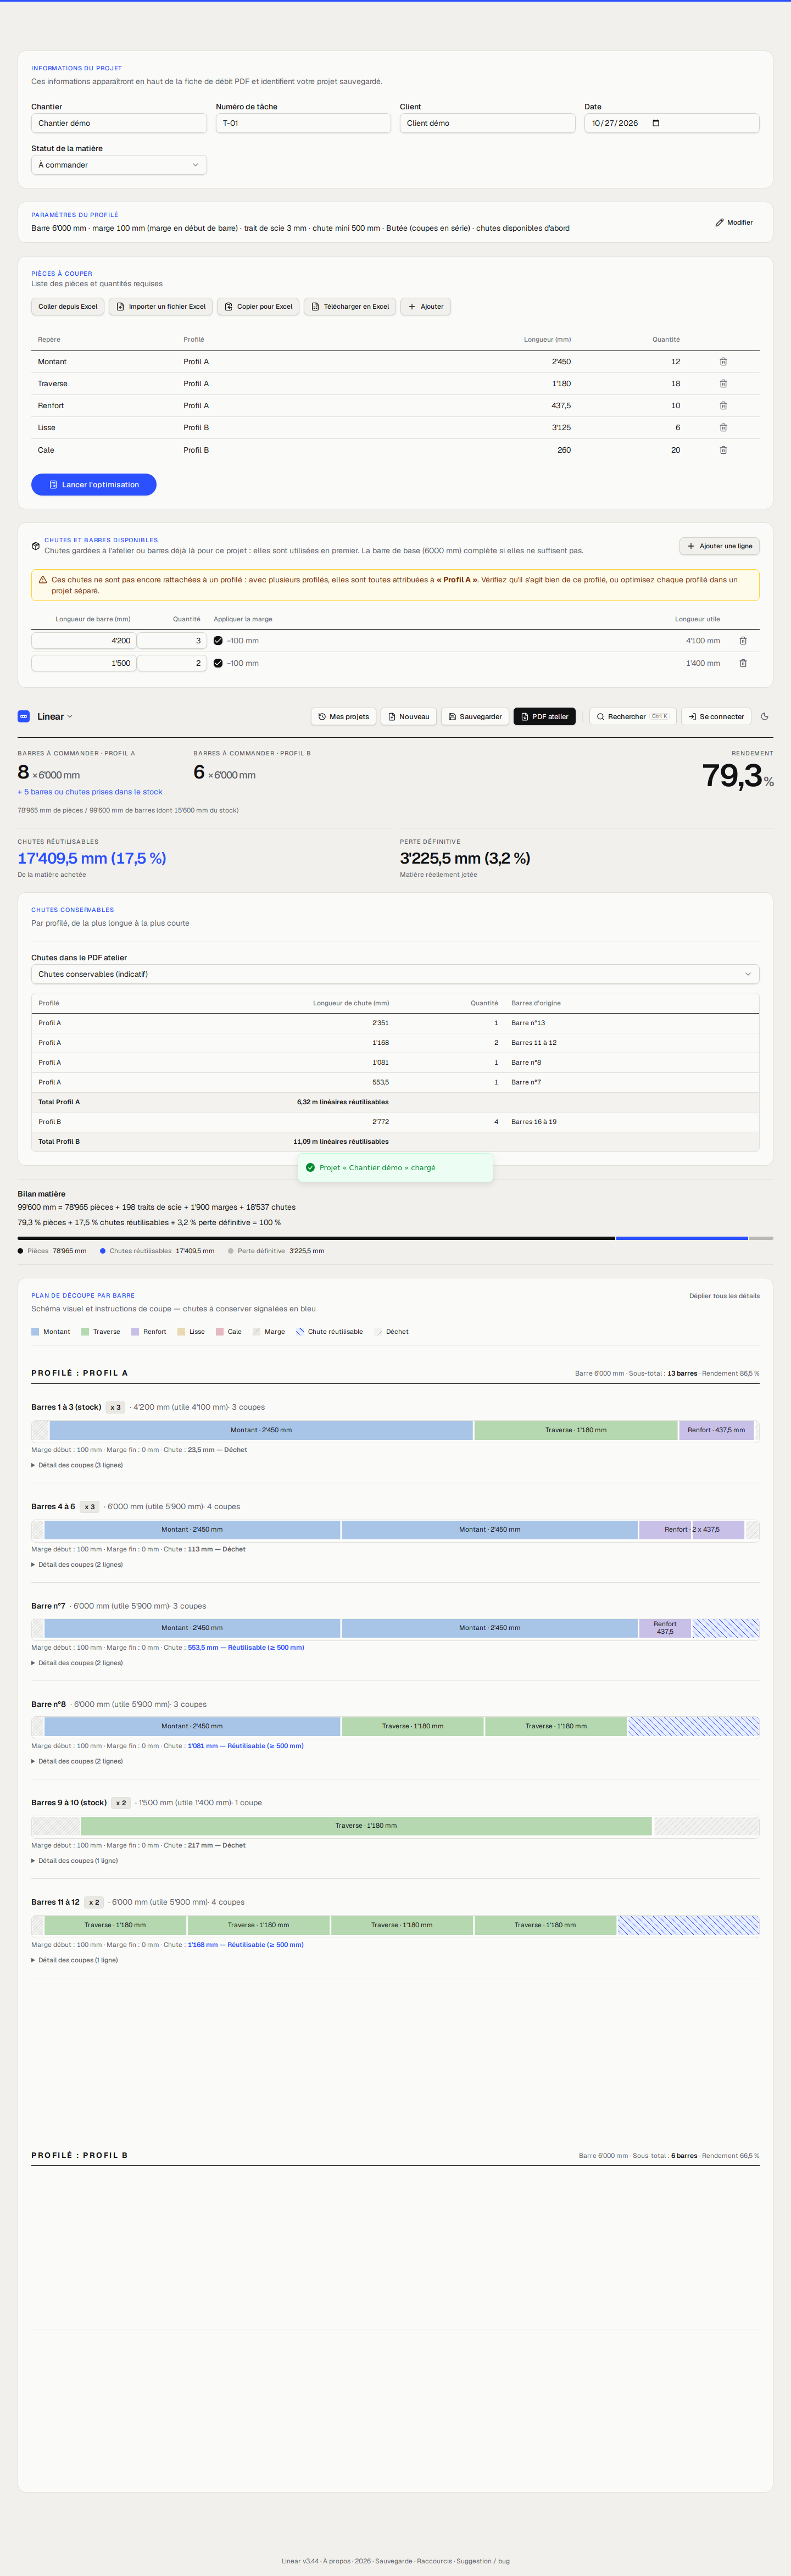 INFORMATIONS DU PROJET
Ces informations apparaîtront en haut de la fiche de débit PDF et identifient votre projet sauvegardé.
Chantier
Numéro de tâche
Client
Date
Chantier démo
T-01
Client démo
10/27/2026
Statut de la matière
À commander
PARAMÈTRES DU PROFILÉ
Barre 6'000 mm · marge 100 mm (marge en début de barre) · trait de scie 3 mm · chute mini 500 mm · Butée (coupes en série) · chutes disponibles d'abord
Modifier
PIÈCES À COUPER
Liste des pièces et quantités requises
Coller depuis Excel
Importer un fichier Excel
Copier pour Excel
Télécharger en Excel
Ajouter
Repère Profilé Longueur (mm) Quantité
Montant Profil A 2'450 12
Traverse Profil A 1'180 18
Renfort Profil A 437,5 10
Lisse Profil B 3'125 6
Cale Profil B 260 20
Lancer l'optimisation
CHUTES ET BARRES DISPONIBLES
Chutes gardées à l'atelier ou barres déjà là pour ce projet : elles sont utilisées en premier. La barre de base (6000 mm) complète si elles ne suffisent pas.
Ajouter une ligne
Ces chutes ne sont pas encore rattachées à un profilé : avec plusieurs profilés, elles sont toutes attribuées à « Profil A ». Vérifiez qu'il s'agit bien de ce profilé, ou optimisez chaque profilé dans un
projet séparé.
Longueur de barre (mm) Quantité Appliquer la marge Longueur utile
4'200 3 −100 mm 4'100 mm
1'500 2 −100 mm 1'400 mm
Linear
Mes projets
Nouveau
Sauvegarder
PDF atelier
Rechercher Ctrl K
Se connecter
BARRES À COMMANDER · PROFIL A
BARRES À COMMANDER · PROFIL B
RENDEMENT
8 × 6'000 mm
6 × 6'000 mm
79,3 %
+ 5 barres ou chutes prises dans le stock
78'965 mm de pièces / 99'600 mm de barres (dont 15'600 mm du stock)
CHUTES RÉUTILISABLES
PERTE DÉFINITIVE
17'409,5 mm (17,5 %)
3'225,5 mm (3,2 %)
De la matière achetée
Matière réellement jetée
CHUTES CONSERVABLES
Par profilé, de la plus longue à la plus courte
Chutes dans le PDF atelier
Chutes conservables (indicatif)
Profilé Longueur de chute (mm) Quantité Barres d'origine
Profil A 2'351 1 Barre n°13
Profil A 1'168 2 Barres 11 à 12
Profil A 1'081 1 Barre n°8
Profil A 553,5 1 Barre n°7
Total Profil A 6,32 m linéaires réutilisables
Profil B 2'772 4 Barres 16 à 19
Total Profil B 11,09 m linéaires réutilisables
Projet « Chantier démo » chargé
Bilan matière
99'600 mm = 78'965 pièces + 198 traits de scie + 1'900 marges + 18'537 chutes
79,3 % pièces + 17,5 % chutes réutilisables + 3,2 % perte définitive = 100 %
Pièces 78'965 mm
Chutes réutilisables 17'409,5 mm
Perte définitive 3'225,5 mm
PLAN DE DÉCOUPE PAR BARRE
Déplier tous les détails
Schéma visuel et instructions de coupe — chutes à conserver signalées en bleu
Montant Traverse Renfort Lisse Cale Marge Chute réutilisable Déchet
PROFILÉ : PROFIL A
Barre 6'000 mm · Sous-total : 13 barres · Rendement 86,5 %
Barres 1 à 3 (stock) x 3 · 4'200 mm (utile 4'100 mm)· 3 coupes
Montant · 2'450 mm Traverse · 1'180 mm Renfort · 437,5 mm
Marge début : 100 mm · Marge fin : 0 mm · Chute : 23,5 mm — Déchet
Détail des coupes (3 lignes)
Barres 4 à 6 x 3 · 6'000 mm (utile 5'900 mm)· 4 coupes
Montant · 2'450 mm Montant · 2'450 mm Renfort · 2 x 437,5
Marge début : 100 mm · Marge fin : 0 mm · Chute : 113 mm — Déchet
Détail des coupes (2 lignes)
Barre n°7 · 6'000 mm (utile 5'900 mm)· 3 coupes
Montant · 2'450 mm Montant · 2'450 mm Renfort
437,5
Marge début : 100 mm · Marge fin : 0 mm · Chute : 553,5 mm — Réutilisable (≥ 500 mm)
Détail des coupes (2 lignes)
Barre n°8 · 6'000 mm (utile 5'900 mm)· 3 coupes
Montant · 2'450 mm Traverse · 1'180 mm Traverse · 1'180 mm
Marge début : 100 mm · Marge fin : 0 mm · Chute : 1'081 mm — Réutilisable (≥ 500 mm)
Détail des coupes (2 lignes)
Barres 9 à 10 (stock) x 2 · 1'500 mm (utile 1'400 mm)· 1 coupe
Traverse · 1'180 mm
Marge début : 100 mm · Marge fin : 0 mm · Chute : 217 mm — Déchet
Détail des coupes (1 ligne)
Barres 11 à 12 x 2 · 6'000 mm (utile 5'900 mm)· 4 coupes
Traverse · 1'180 mm Traverse · 1'180 mm Traverse · 1'180 mm Traverse · 1'180 mm
Marge début : 100 mm · Marge fin : 0 mm · Chute : 1'168 mm — Réutilisable (≥ 500 mm)
Détail des coupes (1 ligne)
PROFILÉ : PROFIL B
Barre 6'000 mm · Sous-total : 6 barres · Rendement 66,5 %
Linear v3.44 · À propos · 2026 · Sauvegarde · Raccourcis · Suggestion / bug